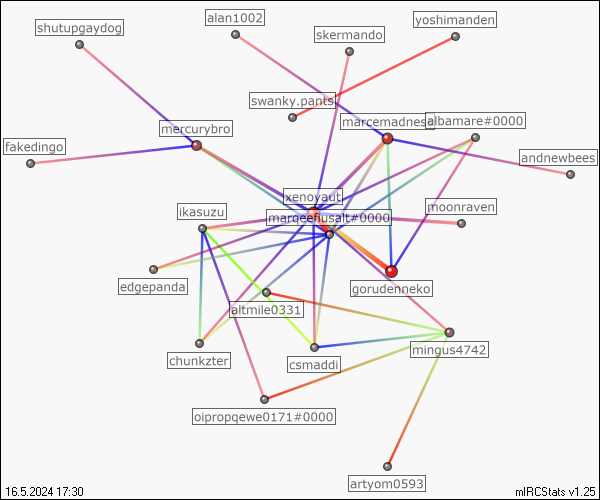 alan1002
yoshimanden
shutupgaydog
skermando
swanky.pants
mercurybro
marcemadness
albamare#0000
fakedingo
andnewbees
xenoyaut
ikasuzu
marqeeflusalt#0000
moonraven
edgepanda
gorudenneko
altmile0331
chunkzter
csmaddi
mingus4742
oipropqewe0171#0000
artyom0593
16.5.2024 17:30
mIRCStats v1.25